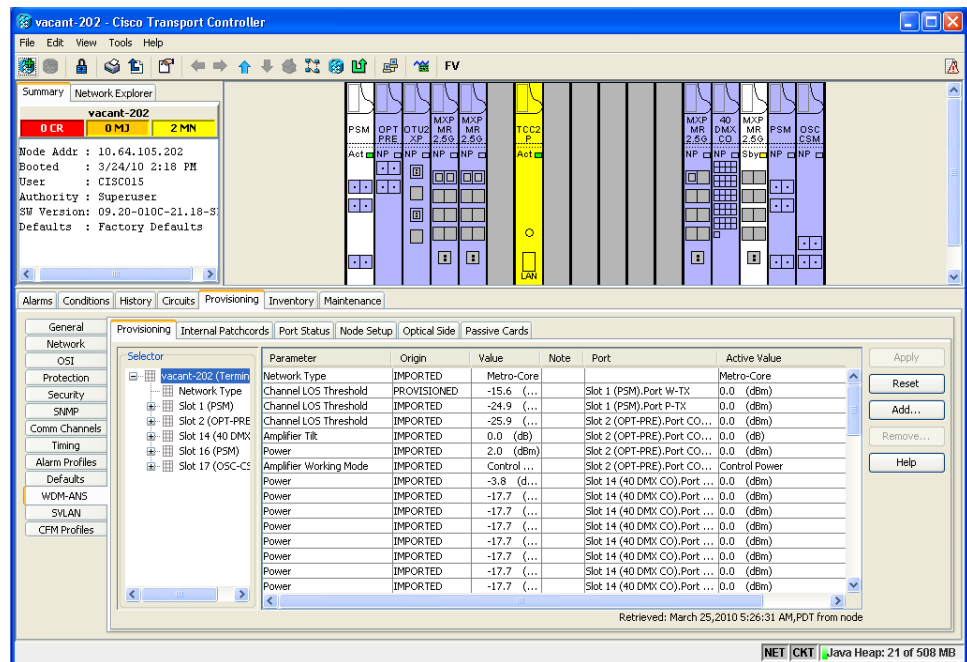 vacant-202 - Cisco Transport Controller
File Edit View Tools Help
FV
Summary Network Explorer
vacant-202
0 CR 0 MJ 2 MN
Node Addr : 10.64.105.202
Booted : 3/24/10 2:18 PM
User : CISCO15
Authority : Superuser
SW Version: 09.20-010C-21.18-S
Defaults : Factory Defaults
PSM OPT PRE OTU2 XP MXP MR 2.5G MXP MR 2.5G TCC2 P MXP MR 2.5G 40 DMX CO MXP MR 2.5G PSM OSC CSM
Act NP NP NP NP Act NP NP Sby NP NP
LAN
Alarms Conditions History Circuits Provisioning Inventory Maintenance
General
Network
OSI
Protection
Security
SNMP
Comm Channels
Timing
Alarm Profiles
Defaults
WDM-ANS
SVLAN
CFM Profiles
Provisioning Internal Patchcords Port Status Node Setup Optical Side Passive Cards
Selector
vacant-202 (Termin
Network Type
Slot 1 (PSM)
Slot 2 (OPT-PRE
Slot 14 (40 DMX
Slot 16 (PSM)
Slot 17 (OSC-CS
Parameter Origin Value Note Port Active Value
Network Type IMPORTED Metro-Core Metro-Core
Channel LOS Threshold PROVISIONED -15.6 (... Slot 1 (PSM).Port W-TX 0.0 (dBm)
Channel LOS Threshold IMPORTED -24.9 (... Slot 1 (PSM).Port P-TX 0.0 (dBm)
Channel LOS Threshold IMPORTED -25.9 (... Slot 2 (OPT-PRE).Port CO... 0.0 (dBm)
Amplifier Tilt IMPORTED 0.0 (dB) Slot 2 (OPT-PRE).Port CO... 0.0 (dB)
Power IMPORTED 2.0 (dBm) Slot 2 (OPT-PRE).Port CO... 0.0 (dBm)
Amplifier Working Mode IMPORTED Control ... Slot 2 (OPT-PRE).Port CO... Control Power
Power IMPORTED -3.8 (d... Slot 14 (40 DMX CO).Port ... 0.0 (dBm)
Power IMPORTED -17.7 (... Slot 14 (40 DMX CO).Port ... 0.0 (dBm)
Power IMPORTED -17.7 (... Slot 14 (40 DMX CO).Port ... 0.0 (dBm)
Power IMPORTED -17.7 (... Slot 14 (40 DMX CO).Port ... 0.0 (dBm)
Power IMPORTED -17.7 (... Slot 14 (40 DMX CO).Port ... 0.0 (dBm)
Power IMPORTED -17.7 (... Slot 14 (40 DMX CO).Port ... 0.0 (dBm)
Power IMPORTED -17.7 (... Slot 14 (40 DMX CO).Port ... 0.0 (dBm)
Power IMPORTED -17.7 (... Slot 14 (40 DMX CO).Port ... 0.0 (dBm)
Apply
Reset
Add...
Remove...
Help
Retrieved: March 25,2010 5:26:31 AM,PDT from node
NET CKT Java Heap: 21 of 508 MB